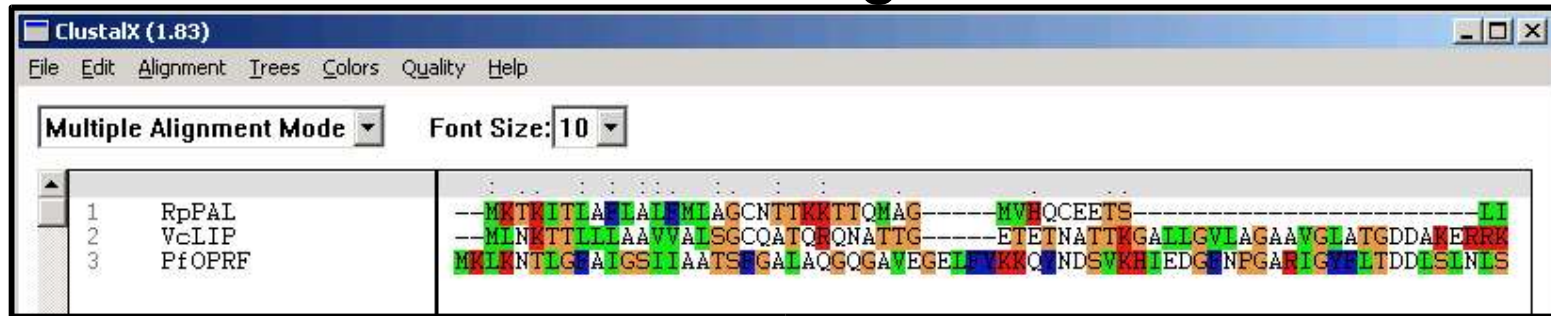 ClustalX (1.83)
File Edit Alignment Trees Colors Quality Help
Multiple Alignment Mode Font Size: 10
1 RpPAL --MKTKITLAFLALFMLAGCNTTKKTTQMAG-----MVHQCEETS-----------------------LI
2 VcLIP --MLNKTTLLLAAVVALSGCQATQRQNATTG-----ETETNATTKGALLGVLAGAAVGLATGDDAKERRK
3 PfOPRF MKLKNTLGFAIGSIIAATSFGALAQGQGAVEGELFYKKQYNDSVKHIEDGFNPGARIGYFLTDDLSLNLS